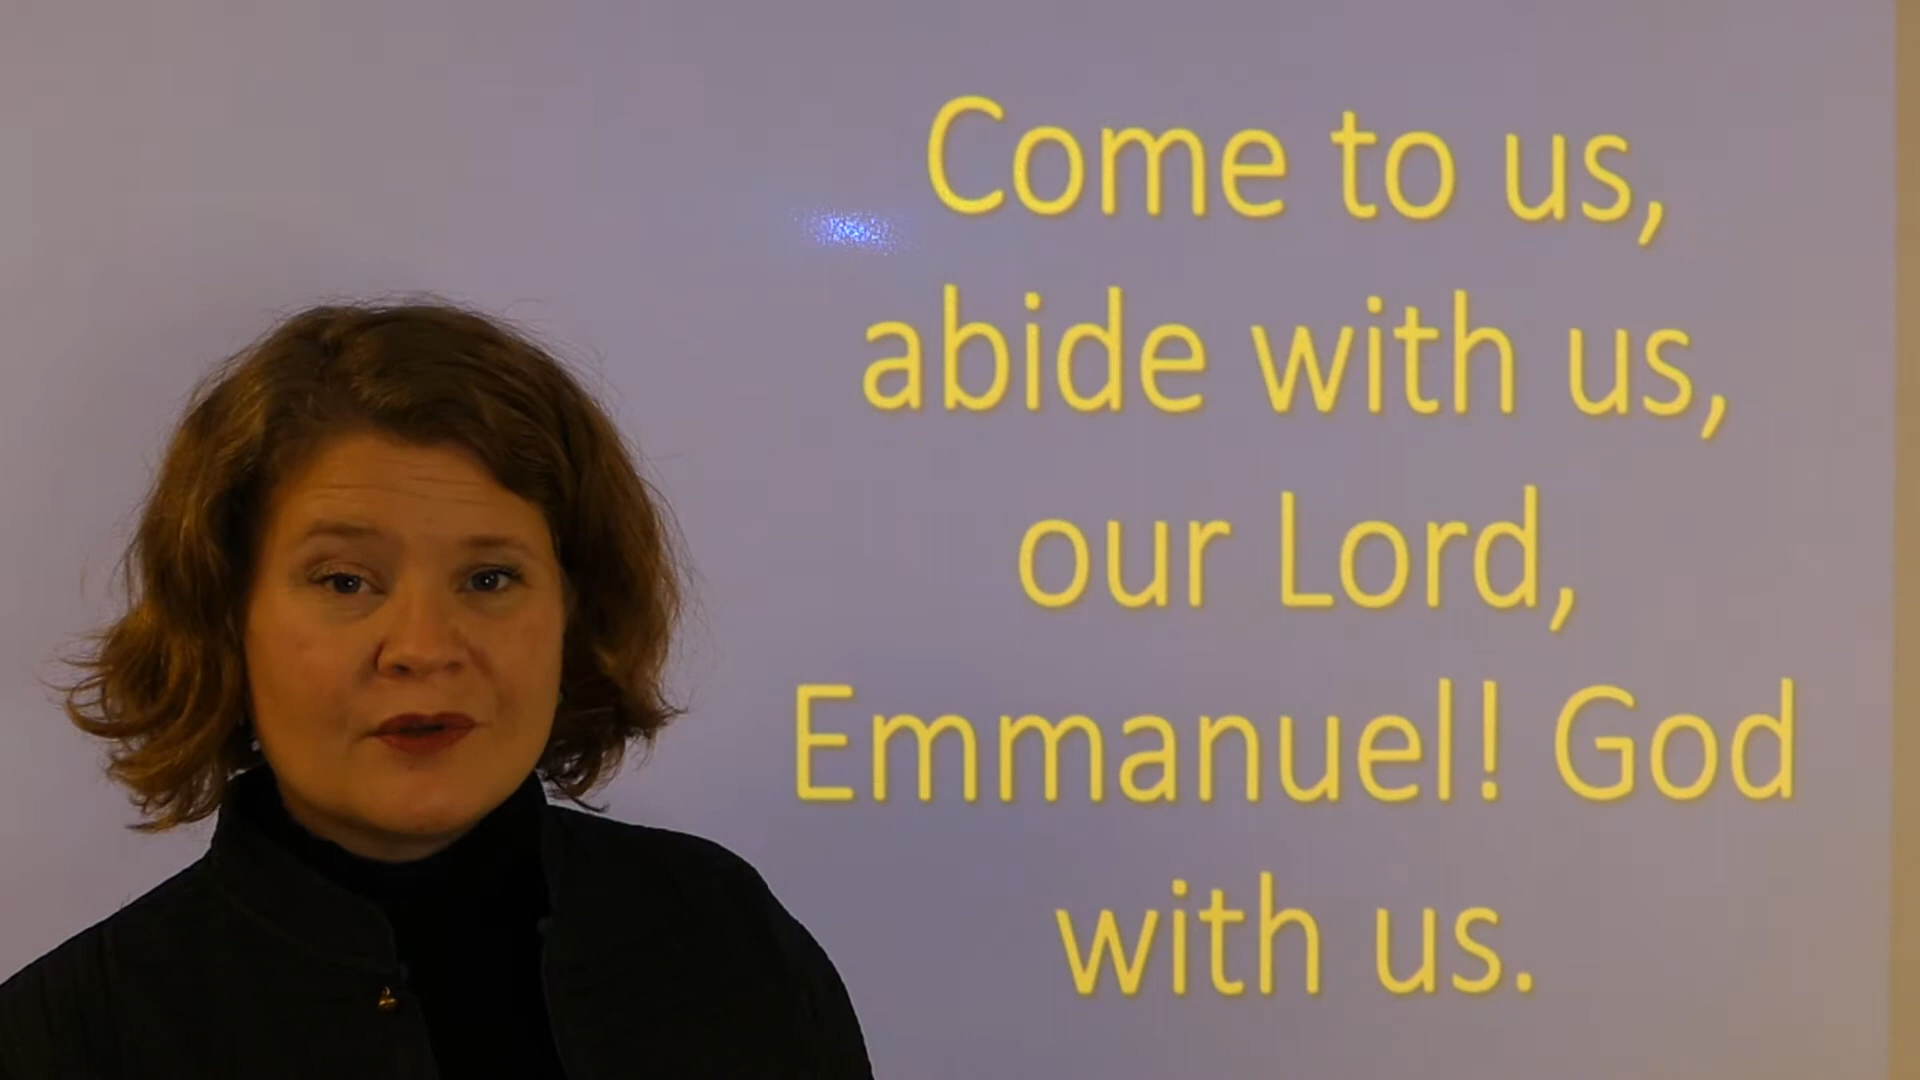 Come to us,
abide with us,
our Lord,
Emmanuel! God
with us.